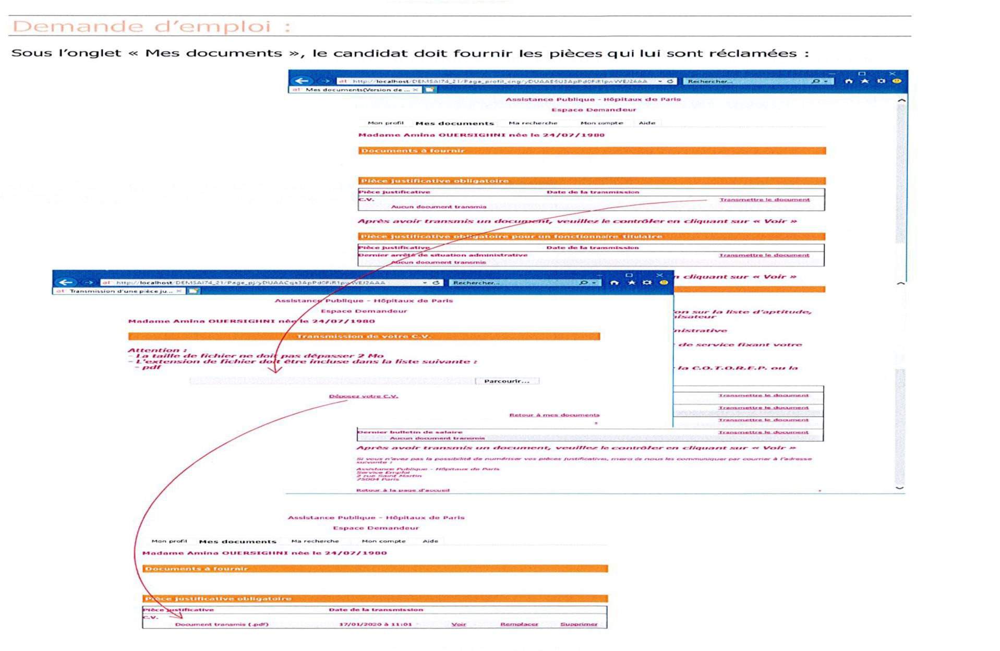 Demande d'emploi :
Sous l'onglet « Mes documents », le candidat doit fournir les pièces qui lui sont réclamées :
Rechercher...
Mes documents(Version de ...
Assistance Publique - Hôpitaux de Paris
Espace Demandeur
Mon profil Mes documents Ma recherche Mon compte Aide
Madame Amina OUERSIGHNI née le 24/07/1980
Documents à fournir
Pièce justificative obligatoire
Pièce justificative Date de la transmission
C.V. Transmettre le document
Aucun document transmis
Après avoir transmis un document, veuillez le contrôler en cliquant sur « Voir »
Pièce justificative obligatoire pour un fonctionnaire titulaire
Pièce justificative Date de la transmission
Dernier arrêté de situation administrative Transmettre le document
Aucun document transmis
n cliquant sur « Voir »
on sur la liste d'aptitude,
nisateur
nistrative
de service fixant votre
la C.O.T.O.R.E.P. ou la
Transmettre le document
Transmettre le document
Transmettre le document
Dernier bulletin de salaire Transmettre le document
Aucun document transmis
Après avoir transmis un document, veuillez le contrôler en cliquant sur « Voir »
Si vous n'avez pas la possibilité de numériser vos pièces justificatives, merci de nous les communiquer par courrier à l'adresse
suivante :
Assistance Publique - Hôpitaux de Paris
Service Emploi
2 rue Saint Martin
75004 Paris
Retour à la page d'accueil
Rechercher...
Transmission d'une pièce ju...
Assistance Publique - Hôpitaux de Paris
Espace Demandeur
Madame Amina OUERSIGHNI née le 24/07/1980
Transmission de votre C.V.
Attention :
- La taille de fichier ne doit pas dépasser 2 Mo
- L'extension de fichier doit être incluse dans la liste suivante :
- pdf
Parcourir...
Déposez votre C.V.
Retour à mes documents
Assistance Publique - Hôpitaux de Paris
Espace Demandeur
Mon profil Mes documents Ma recherche Mon compte Aide
Madame Amina OUERSIGHNI née le 24/07/1980
Documents à fournir
Pièce justificative obligatoire
Pièce justificative Date de la transmission
C.V.
Document transmis (.pdf) 17/01/2020 à 11:01 Voir Remplacer Supprimer